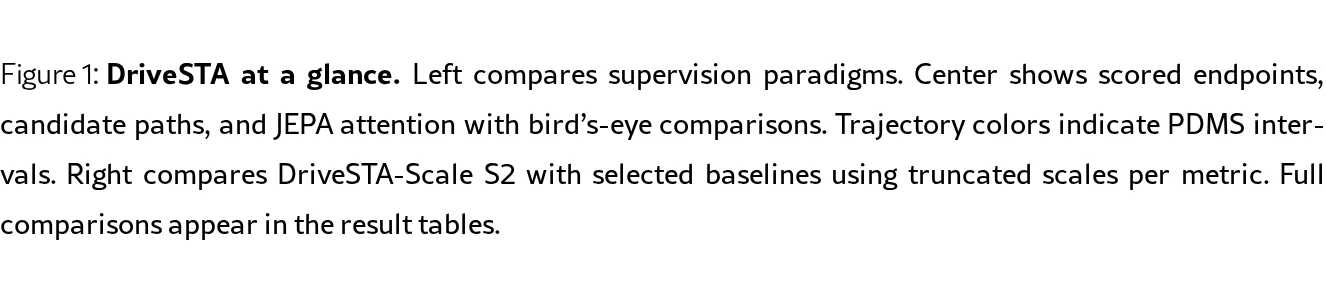 Figure 1: DriveSTA at a glance. Left compares supervision paradigms. Center shows scored endpoints,
candidate paths, and JEPA attention with bird’s-eye comparisons. Trajectory colors indicate PDMS inter-
vals. Right compares DriveSTA-Scale S2 with selected baselines using truncated scales per metric. Full
comparisons appear in the result tables.